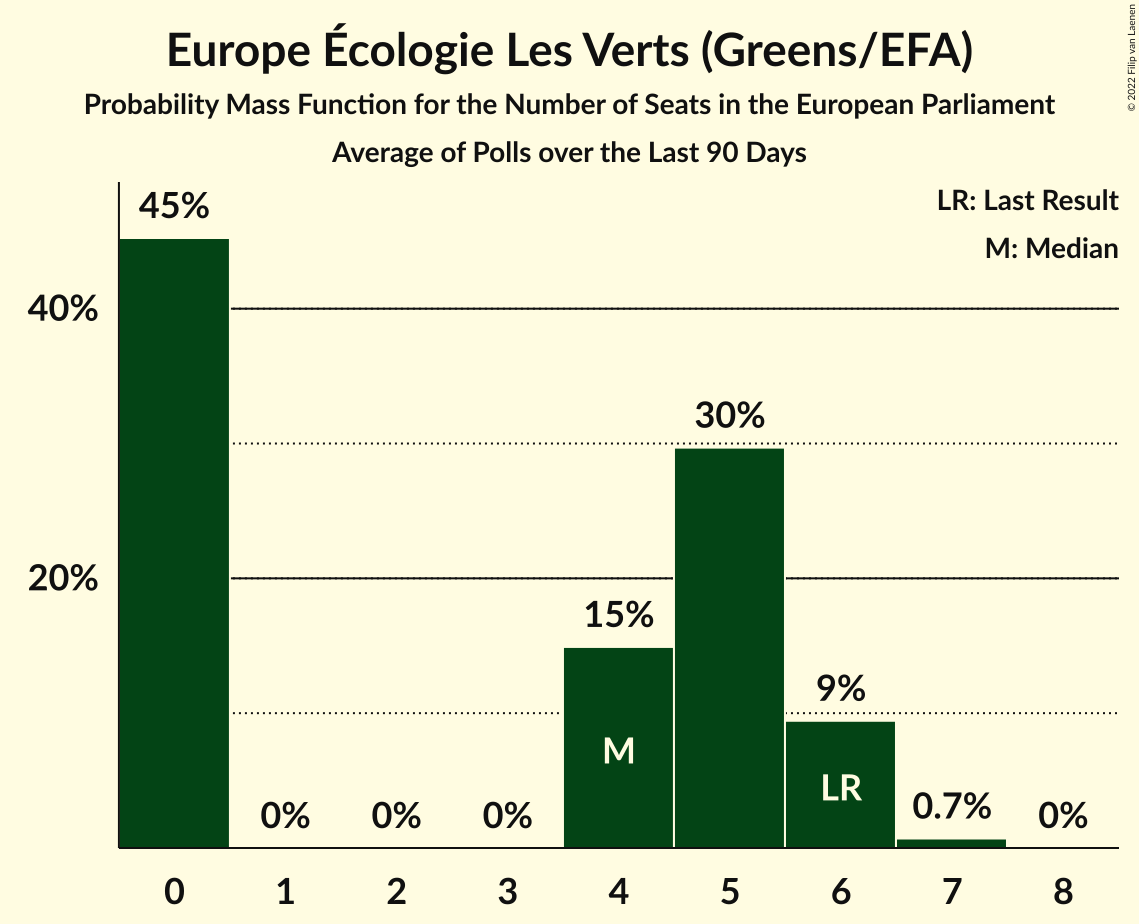 Europe Écologie Les Verts (Greens/EFA)
Probability Mass Function for the Number of Seats in the European Parliament
Average of Polls over the Last 90 Days
© 2022 Filip van Laenen
LR: Last Result
M: Median
45%
40%
30%
20%
15%
9%
M
LR
0%
0%
0%
0.7%
0%
0
1
2
3
4
5
6
7
8